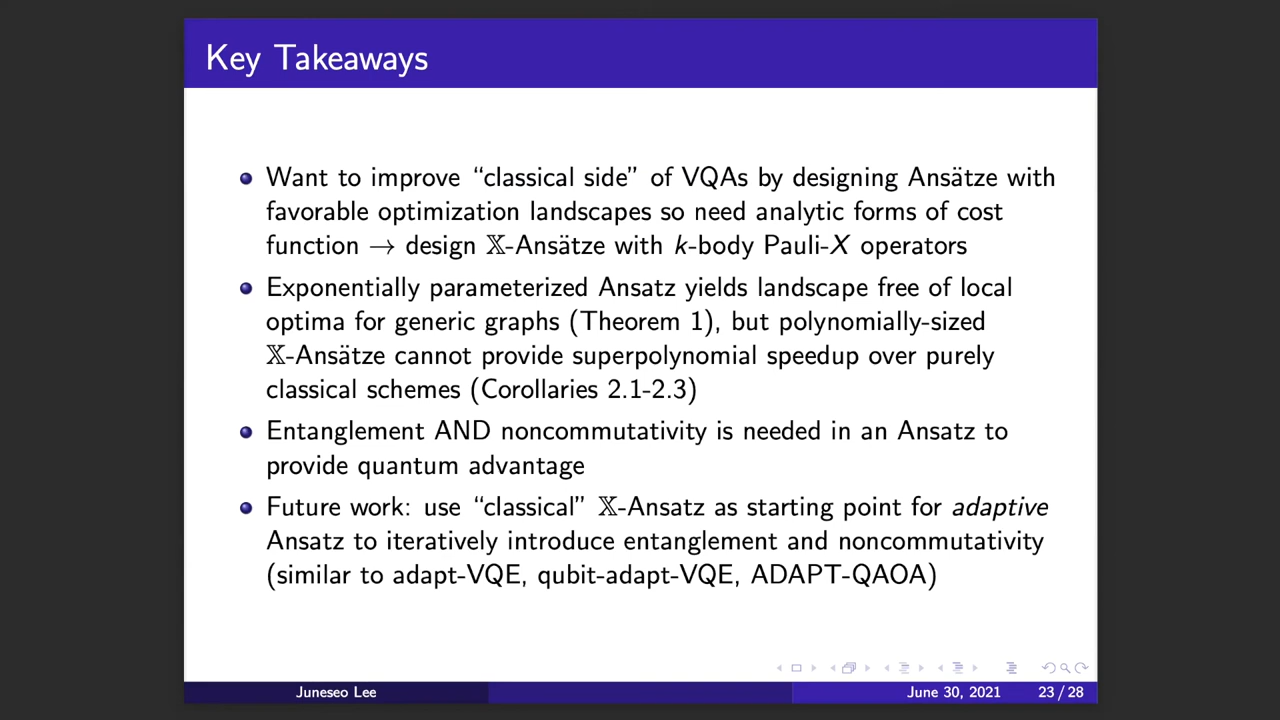 Key Takeaways
Want to improve “classical side” of VQAs by designing Ansätze with
favorable optimization landscapes so need analytic forms of cost
function → design 𝕏-Ansätze with k-body Pauli-X operators
Exponentially parameterized Ansatz yields landscape free of local
optima for generic graphs (Theorem 1), but polynomially-sized
𝕏-Ansätze cannot provide superpolynomial speedup over purely
classical schemes (Corollaries 2.1-2.3)
Entanglement AND noncommutativity is needed in an Ansatz to
provide quantum advantage
Future work: use “classical” 𝕏-Ansatz as starting point for adaptive
Ansatz to iteratively introduce entanglement and noncommutativity
(similar to adapt-VQE, qubit-adapt-VQE, ADAPT-QAOA)
Juneseo Lee
June 30, 2021
23 / 28